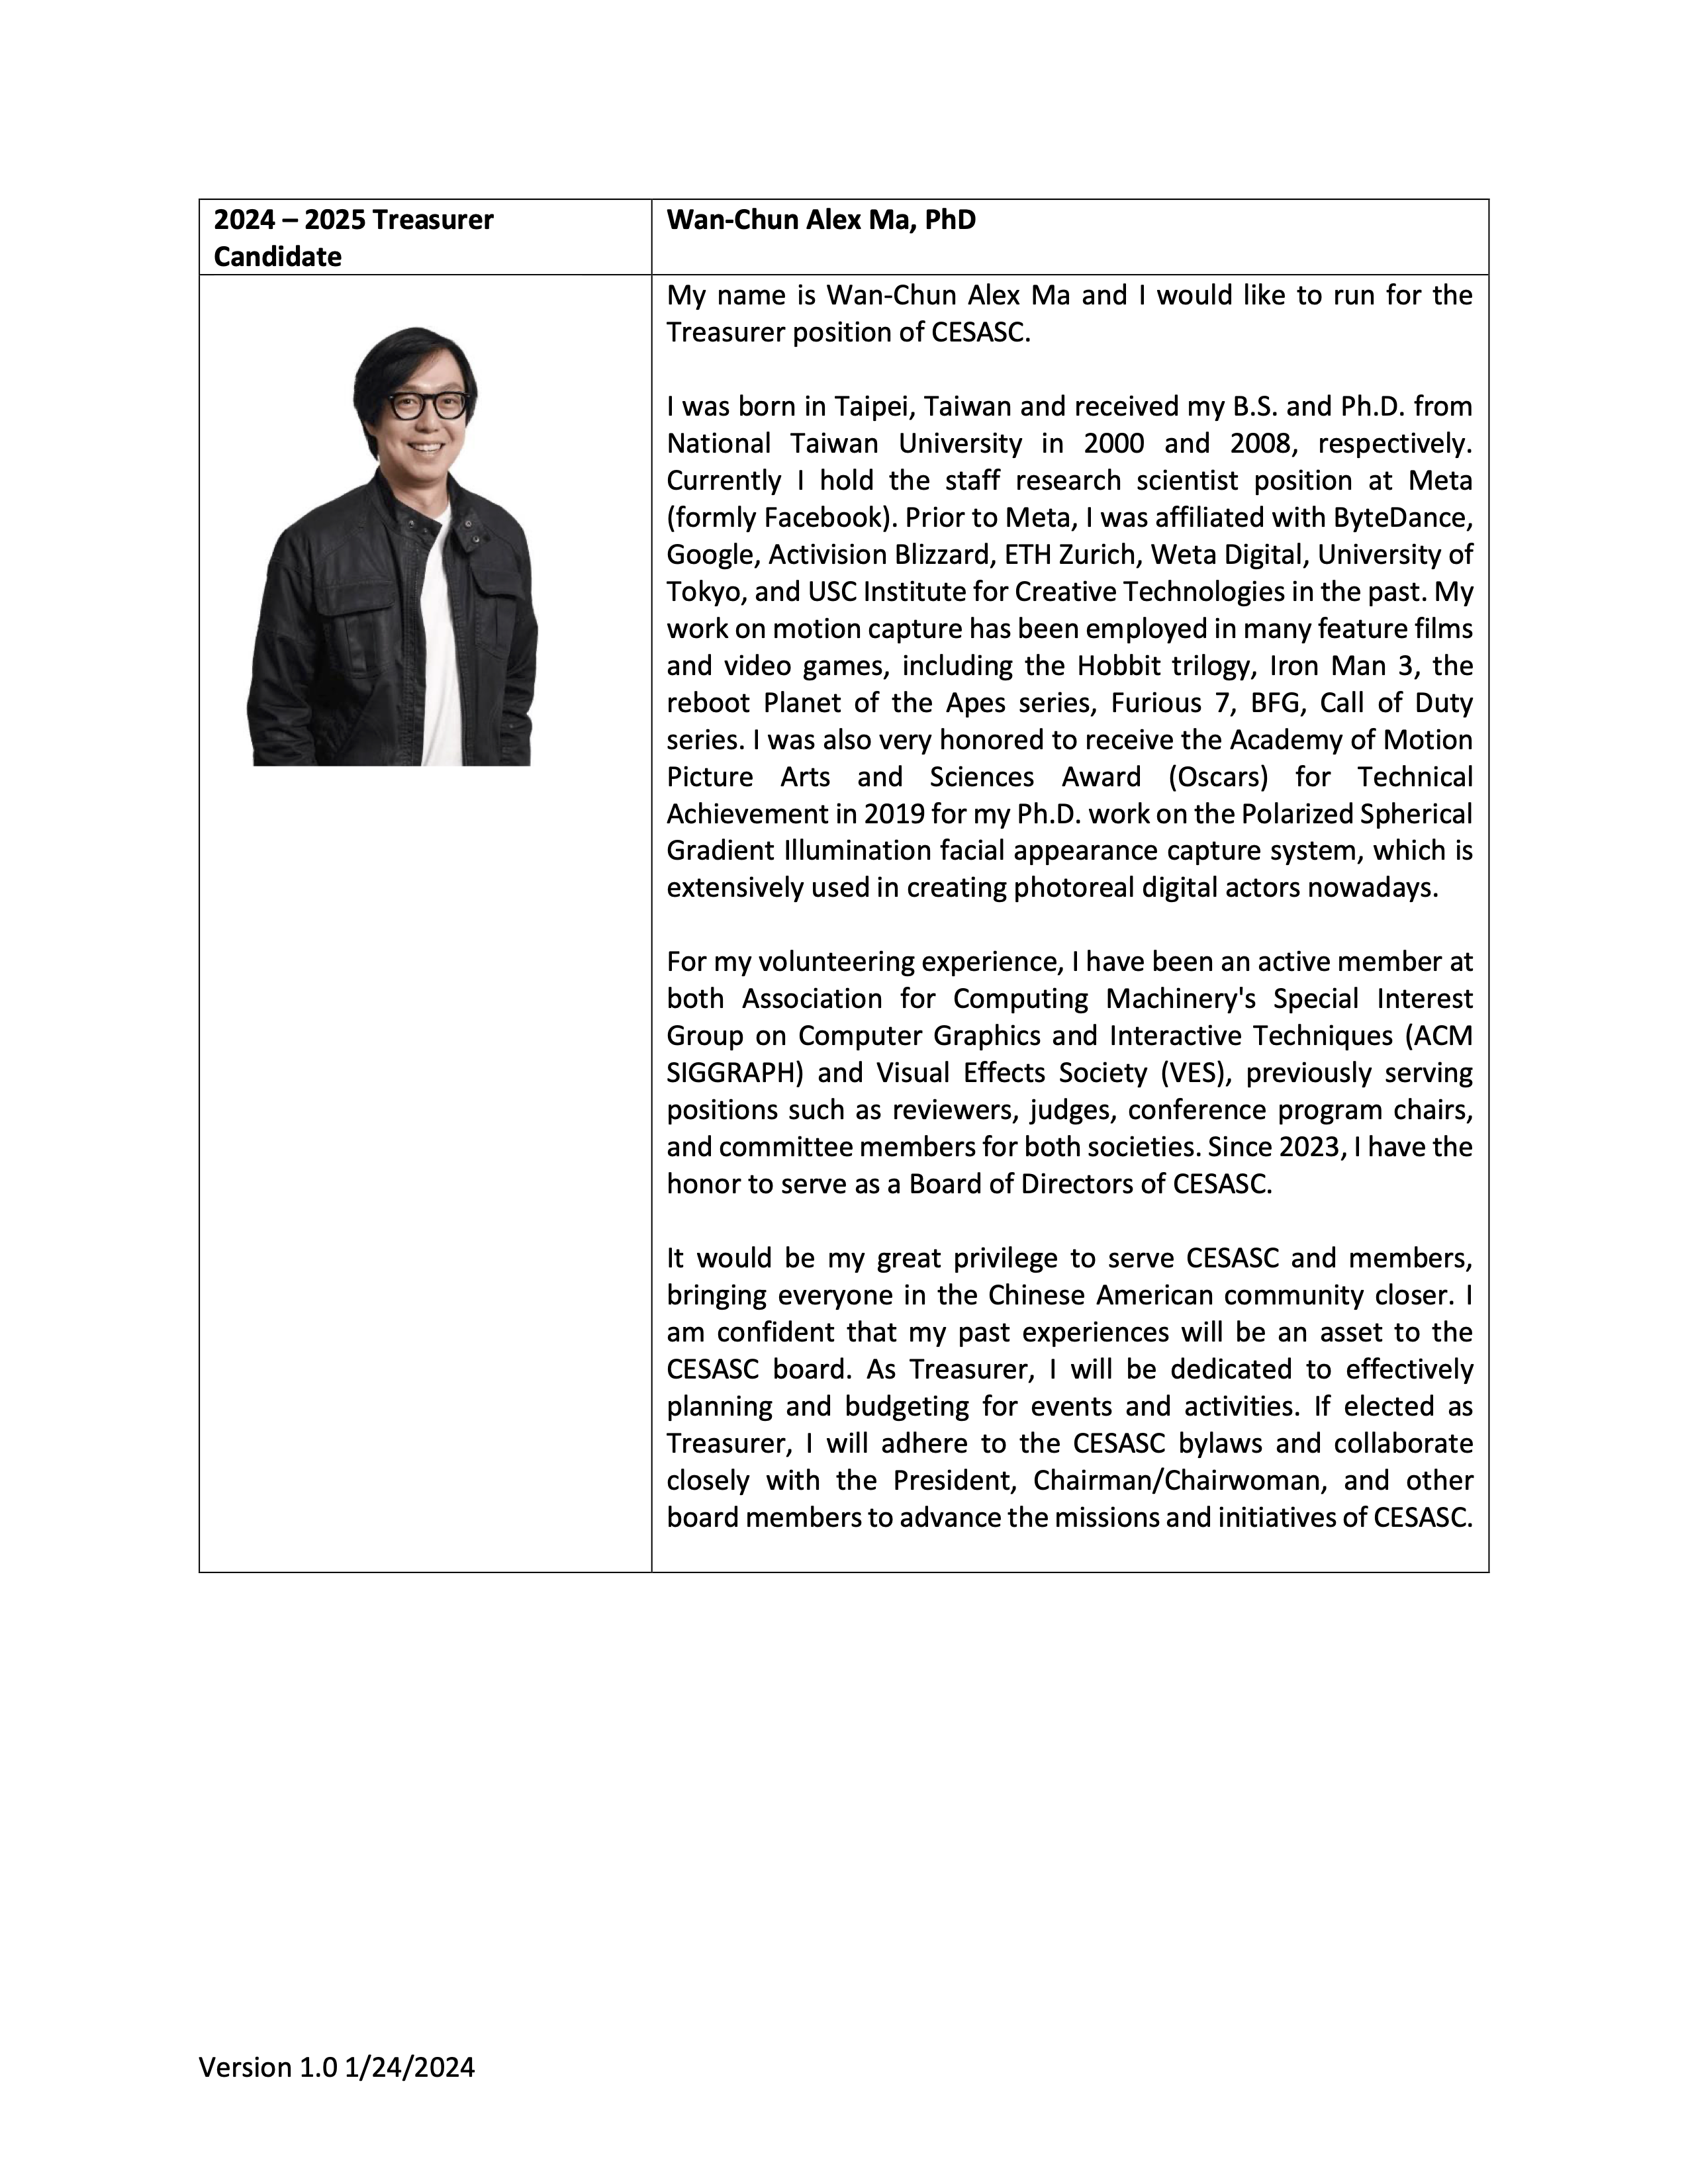 2024 – 2025 Treasurer
Candidate
Wan-Chun Alex Ma, PhD
My name is Wan-Chun Alex Ma and I would like to run for the
Treasurer position of CESASC.
I was born in Taipei, Taiwan and received my B.S. and Ph.D. from
National Taiwan University in 2000 and 2008, respectively.
Currently I hold the staff research scientist position at Meta
(formly Facebook). Prior to Meta, I was affiliated with ByteDance,
Google, Activision Blizzard, ETH Zurich, Weta Digital, University of
Tokyo, and USC Institute for Creative Technologies in the past. My
work on motion capture has been employed in many feature films
and video games, including the Hobbit trilogy, Iron Man 3, the
reboot Planet of the Apes series, Furious 7, BFG, Call of Duty
series. I was also very honored to receive the Academy of Motion
Picture Arts and Sciences Award (Oscars) for Technical
Achievement in 2019 for my Ph.D. work on the Polarized Spherical
Gradient Illumination facial appearance capture system, which is
extensively used in creating photoreal digital actors nowadays.
For my volunteering experience, I have been an active member at
both Association for Computing Machinery's Special Interest
Group on Computer Graphics and Interactive Techniques (ACM
SIGGRAPH) and Visual Effects Society (VES), previously serving
positions such as reviewers, judges, conference program chairs,
and committee members for both societies. Since 2023, I have the
honor to serve as a Board of Directors of CESASC.
It would be my great privilege to serve CESASC and members,
bringing everyone in the Chinese American community closer. I
am confident that my past experiences will be an asset to the
CESASC board. As Treasurer, I will be dedicated to effectively
planning and budgeting for events and activities. If elected as
Treasurer, I will adhere to the CESASC bylaws and collaborate
closely with the President, Chairman/Chairwoman, and other
board members to advance the missions and initiatives of CESASC.
Version 1.0 1/24/2024